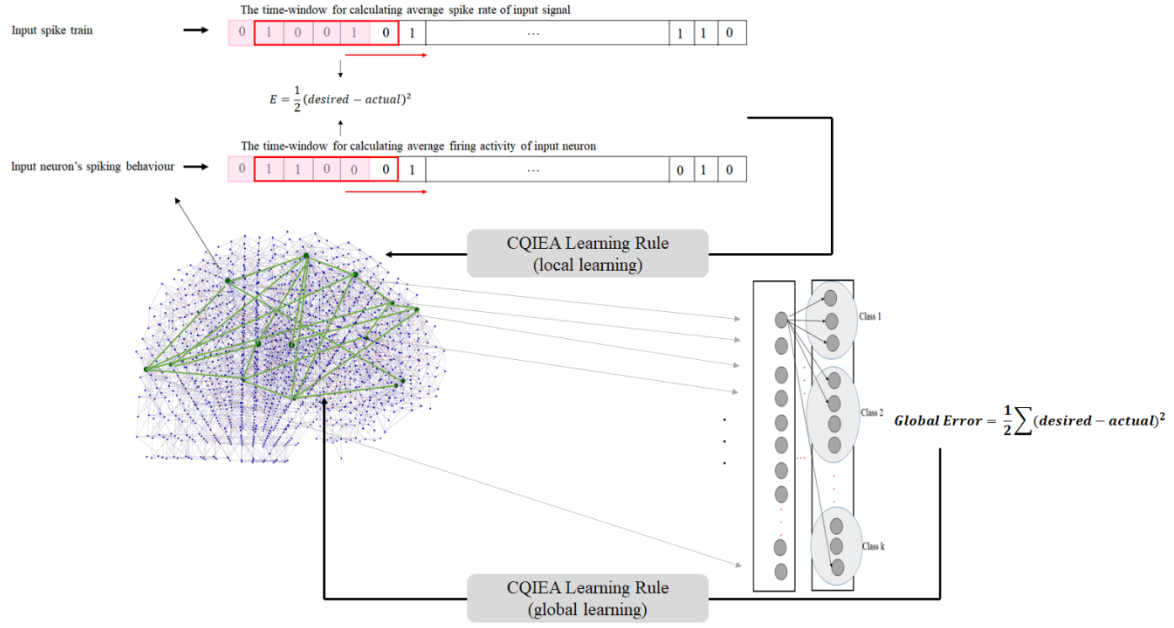 The time-window for calculating average spike rate of input signal
Input spike train
0 1 0 0 1 0 1 ... 1 1 0
E = 1/2 (desired − actual)²
The time-window for calculating average firing activity of input neuron
Input neuron's spiking behaviour
0 1 1 0 0 0 1 ... 0 1 0
CQIEA Learning Rule
(local learning)
Class 1
Class 2
Global Error = 1/2 ∑(desired − actual)²
Class k
CQIEA Learning Rule
(global learning)